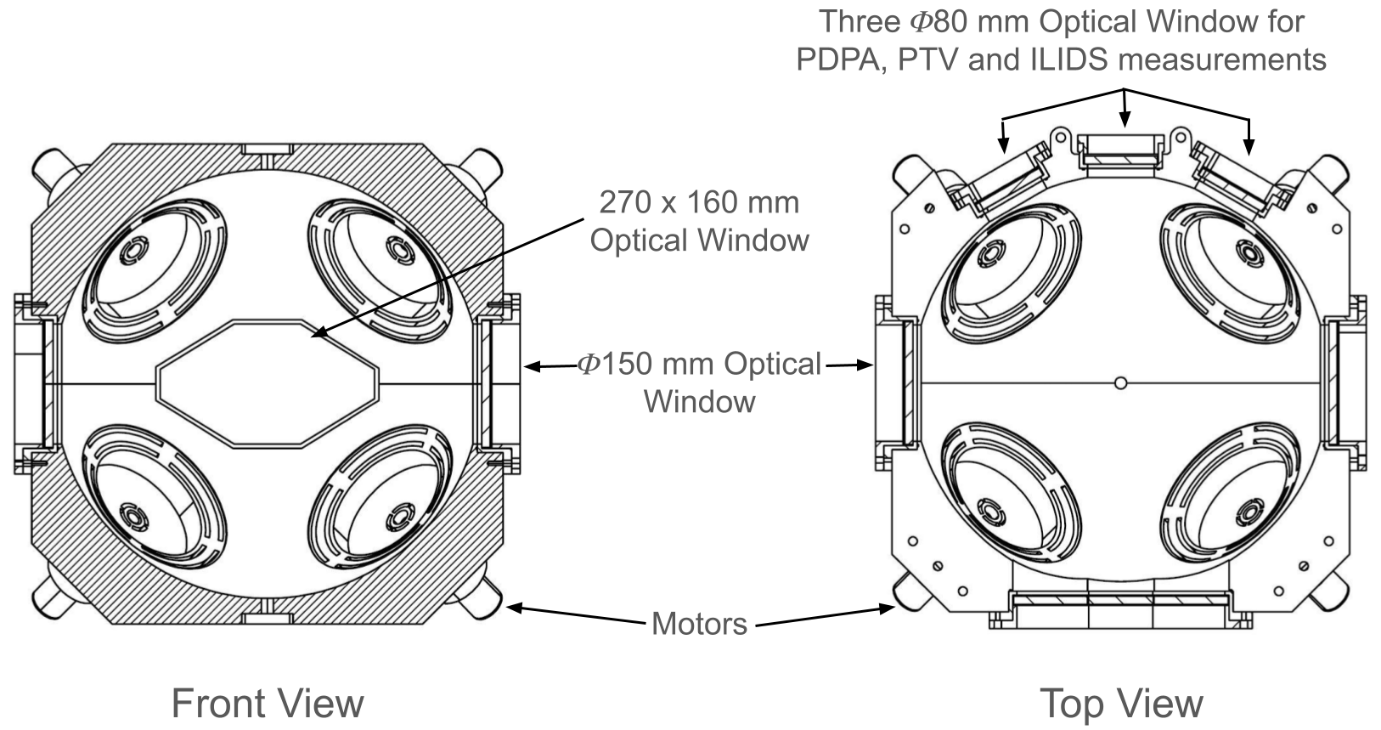 Three Φ80 mm Optical Window for
PDPA, PTV and ILIDS measurements
270 x 160 mm
Optical Window
Φ150 mm Optical
Window
Motors
Front View
Top View